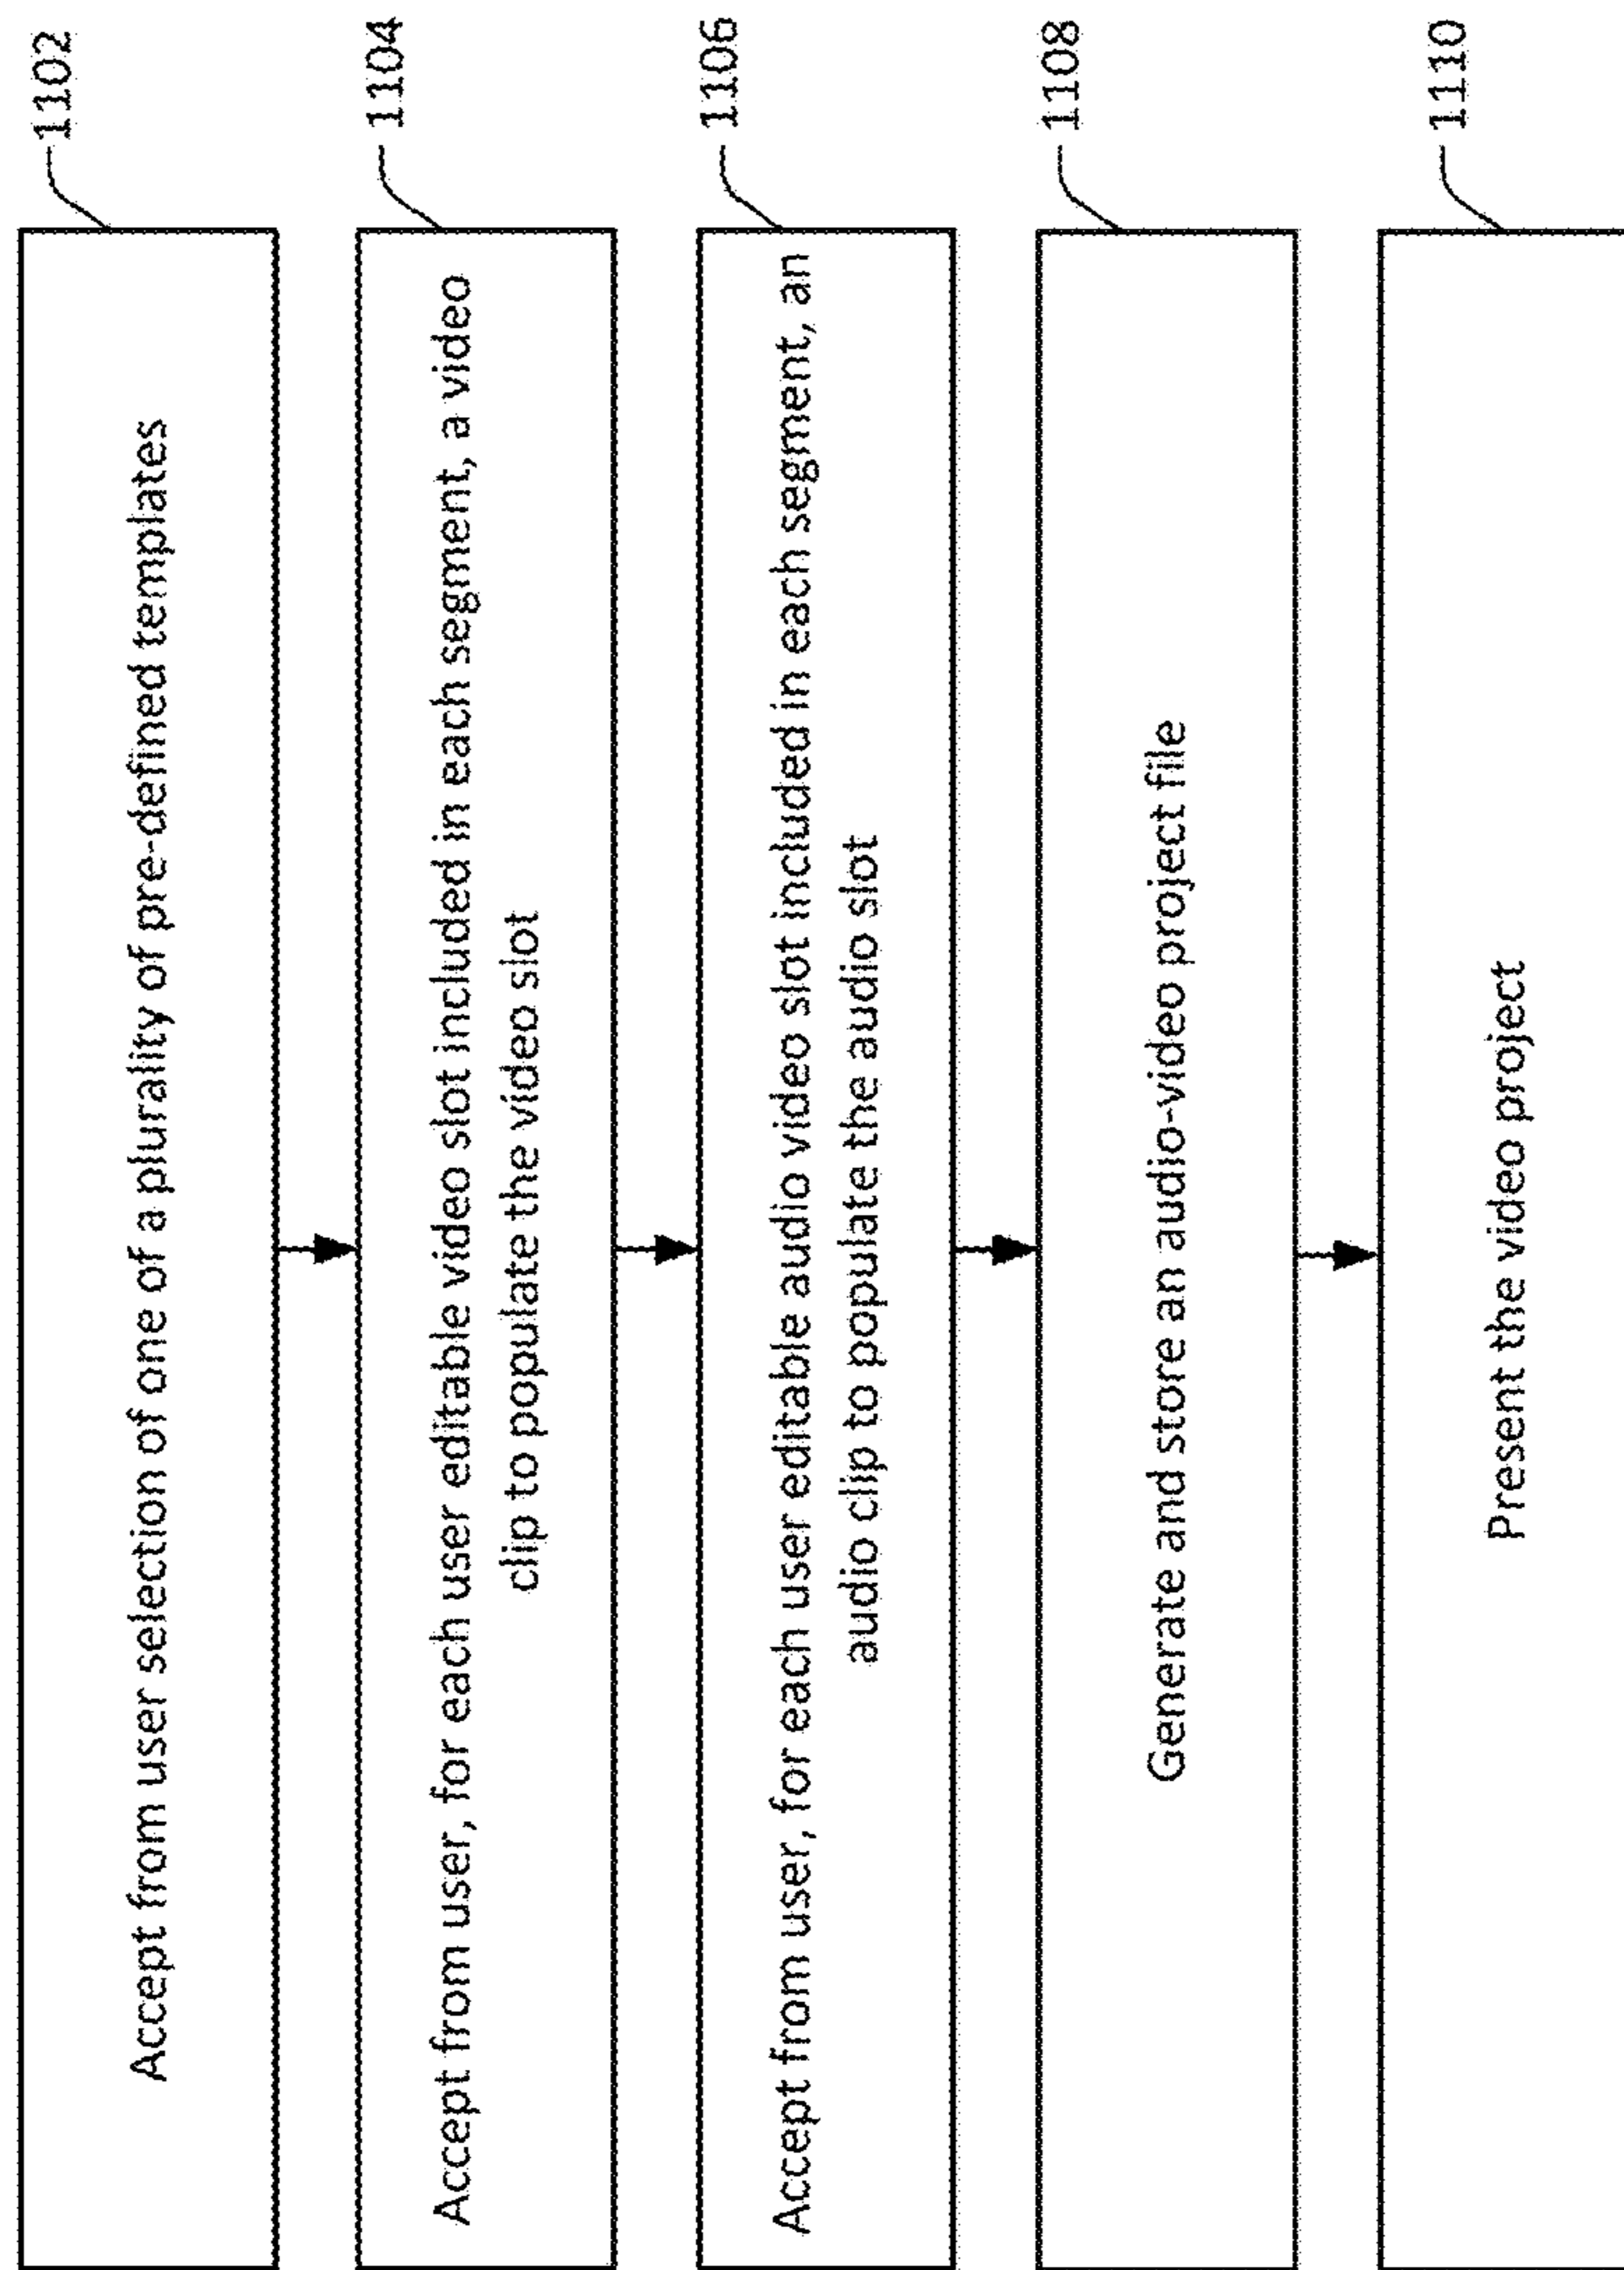 1102
Accept from user selection of one of a plurality of pre-defined templates
1104
Accept from user, for each user editable video slot included in each segment, a video
clip to populate the video slot
1106
Accept from user, for each user editable audio video slot included in each segment, an
audio clip to populate the audio slot
1108
Generate and store an audio-video project file
1110
Present the video project